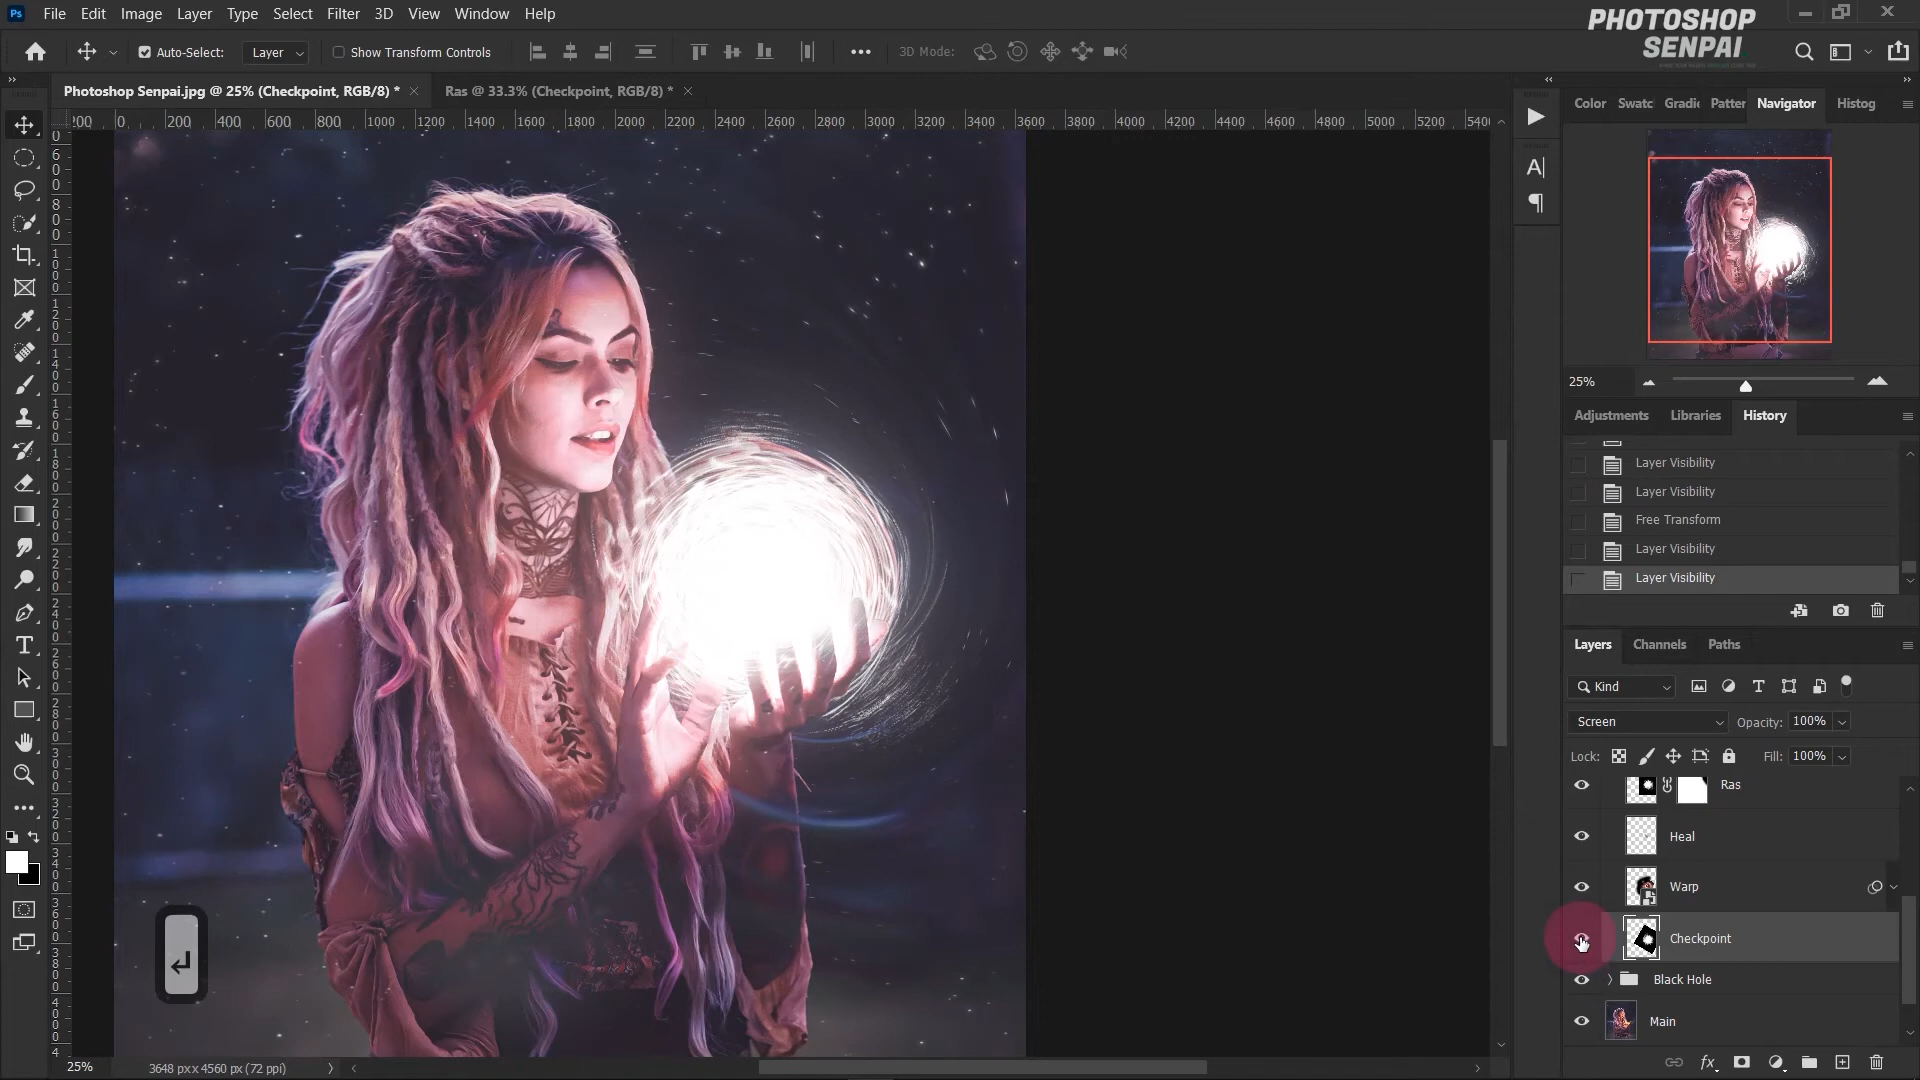 Ps File Edit Image Layer Type Select Filter 3D View Window Help
PHOTOSHOP
SENPAI
Auto-Select: Layer Show Transform Controls 3D Mode:
Photoshop Senpai.jpg @ 25% (Checkpoint, RGB/8) * Ras @ 33.3% (Checkpoint, RGB/8) *
200 0 200 400 600 800 1000 1200 1400 1600 1800 2000 2200 2400 2600 2800 3000 3200 3400 3600 3800 4000 4200 4400 4600 4800 5000 5200 540
Color Swatc Gradie Patter Navigator Histog
25%
Adjustments Libraries History
Layer Visibility
Layer Visibility
Free Transform
Layer Visibility
Layer Visibility
Layers Channels Paths
Kind
Screen Opacity: 100%
Lock: Fill: 100%
Ras
Heal
Warp
Checkpoint
Black Hole
Main
fx
25% 3648 px x 4560 px (72 ppi)